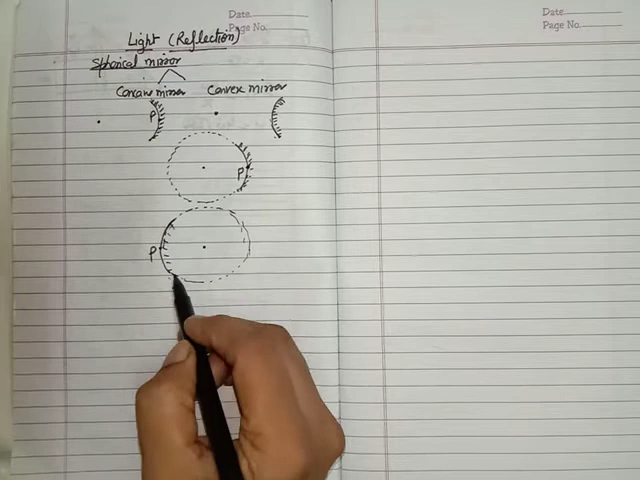 Date
Page No.
Date
Page No.
Light (Reflection)
Spherical mirror
Concave mirror Convex mirror
P
P
P